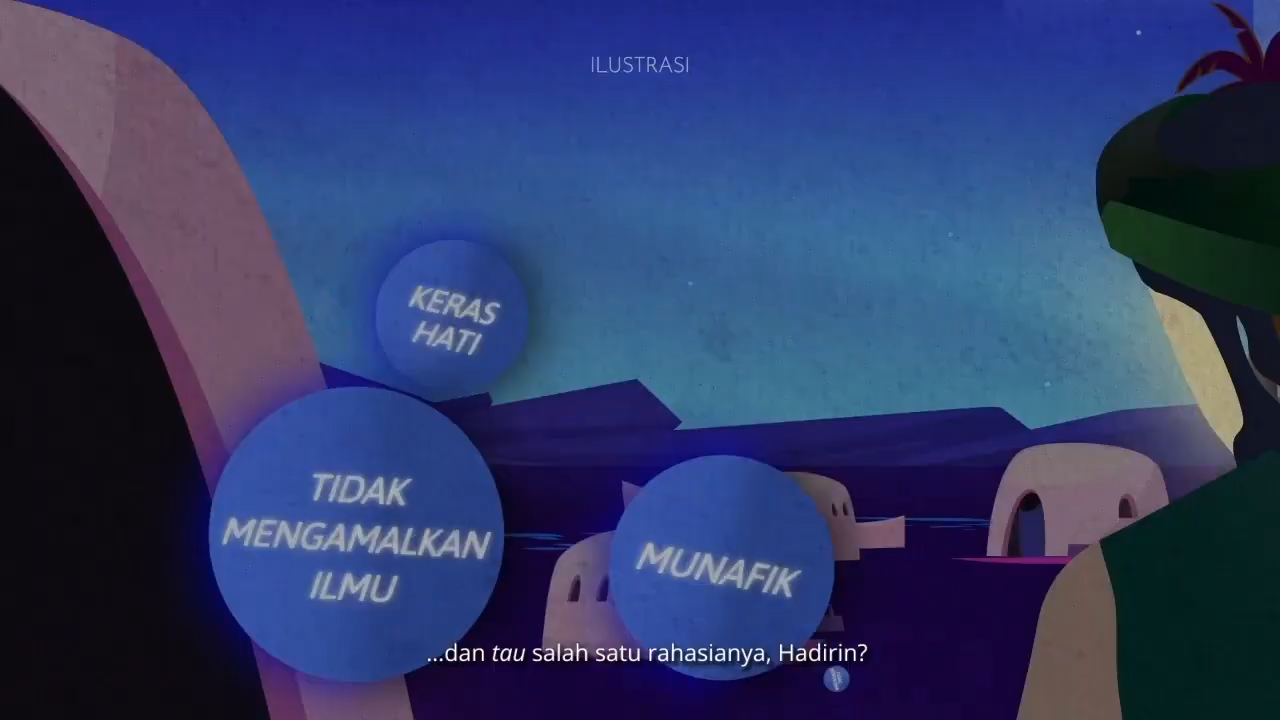 ILUSTRASI
KERAS
HATI
TIDAK
MENGAMALKAN
ILMU
MUNAFIK
...dan tau salah satu rahasianya, Hadirin?